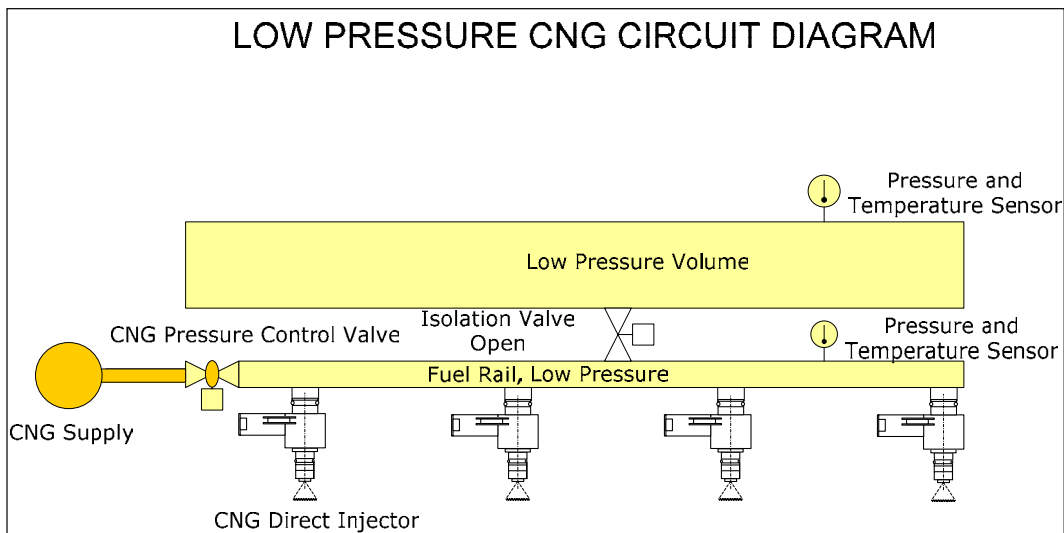 LOW PRESSURE CNG CIRCUIT DIAGRAM
Pressure and
Temperature Sensor
Low Pressure Volume
Isolation Valve
Open
CNG Pressure Control Valve
Pressure and
Temperature Sensor
Fuel Rail, Low Pressure
CNG Supply
CNG Direct Injector